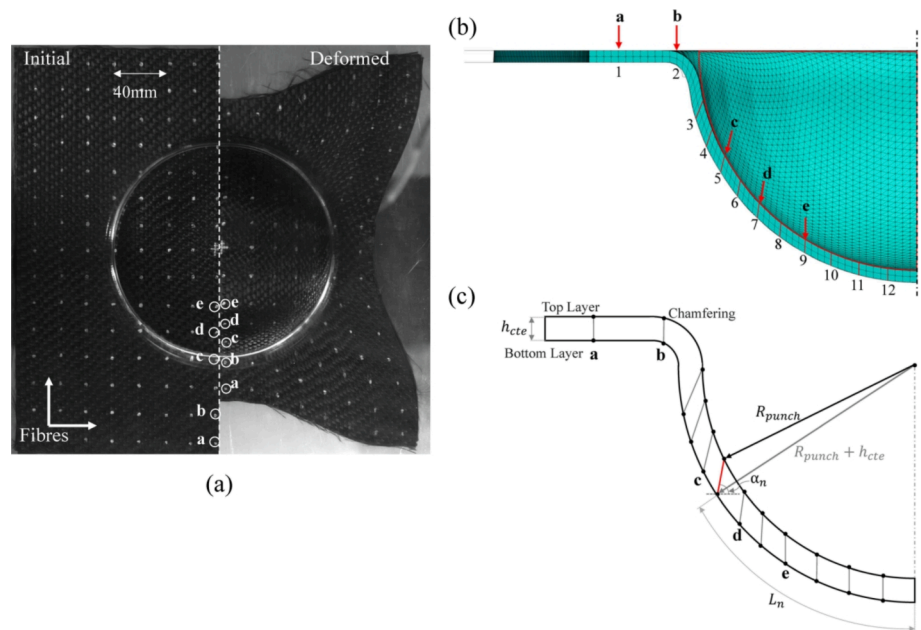 Initial
Deformed
40mm
e
e
d
d
c
c
b
b
a
a
Fibres
(a)
(b)
a
b
1
2
3
c
4
5
d
6
7
e
8
9
10
11
12
(c)
Top Layer
Chamfering
h_cte
Bottom Layer
a
b
R_punch
R_punch + h_cte
α_n
c
d
e
L_n